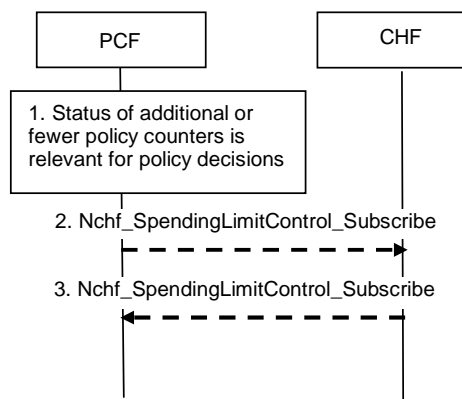 PCF
CHF
1. Status of additional or
fewer policy counters is
relevant for policy decisions
2. Nchf_SpendingLimitControl_Subscribe
3. Nchf_SpendingLimitControl_Subscribe